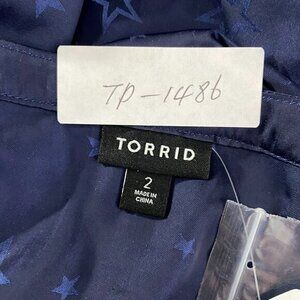 TP-1486
TORRID
2
MADE IN
CHINA